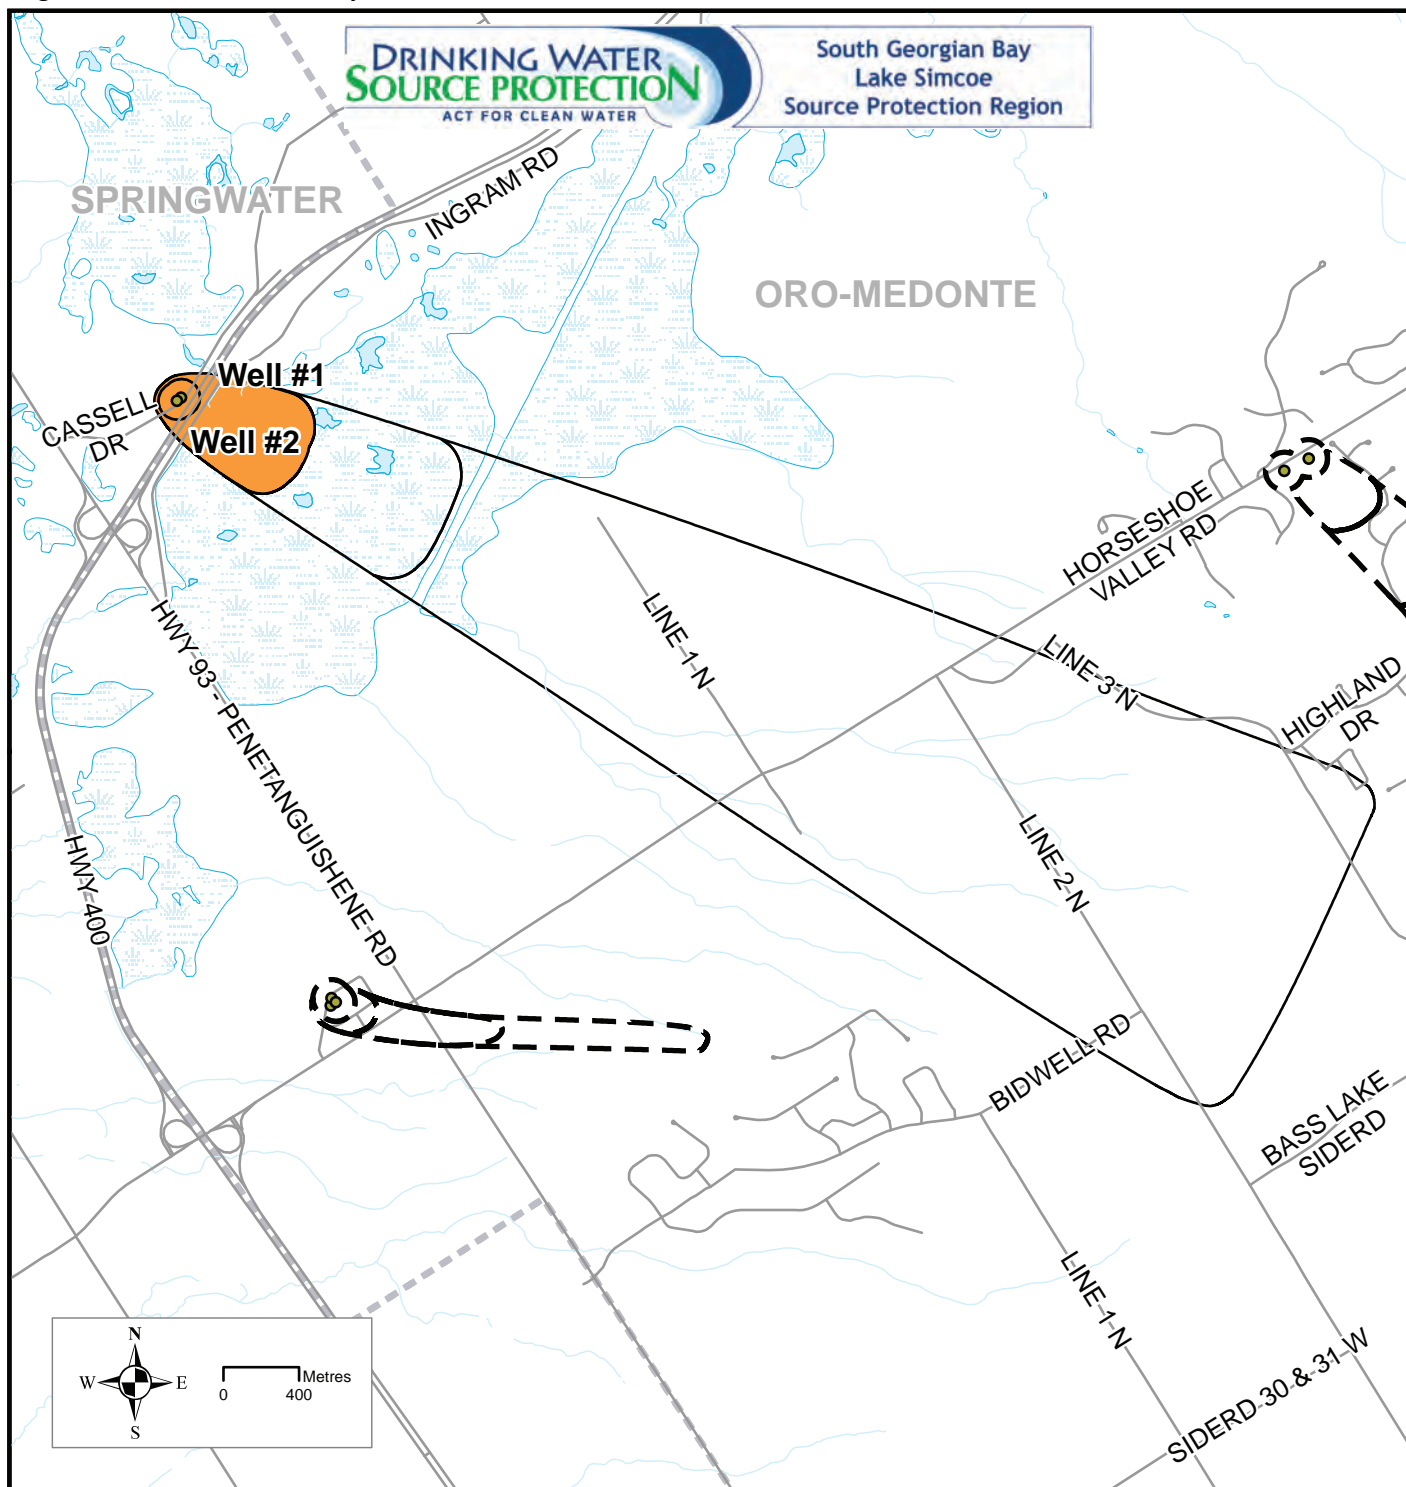 DRINKING WATER
SOURCE PROTECTION
ACT FOR CLEAN WATER
South Georgian Bay
Lake Simcoe
Source Protection Region
SPRINGWATER
INGRAM RD
ORO-MEDONTE
Well #1
CASSELL
DR
Well #2
HORSESHOE
VALLEY RD
LINE 1 N
LINE 3 N
HIGHLAND
DR
HWY 93 - PENETANGUISHENE RD
HWY 400
LINE 2 N
BIDWELL RD
BASS LAKE
SIDERD
LINE 1 N
SIDERD 30 & 31 W
N
W
E
S
Metres
0
400